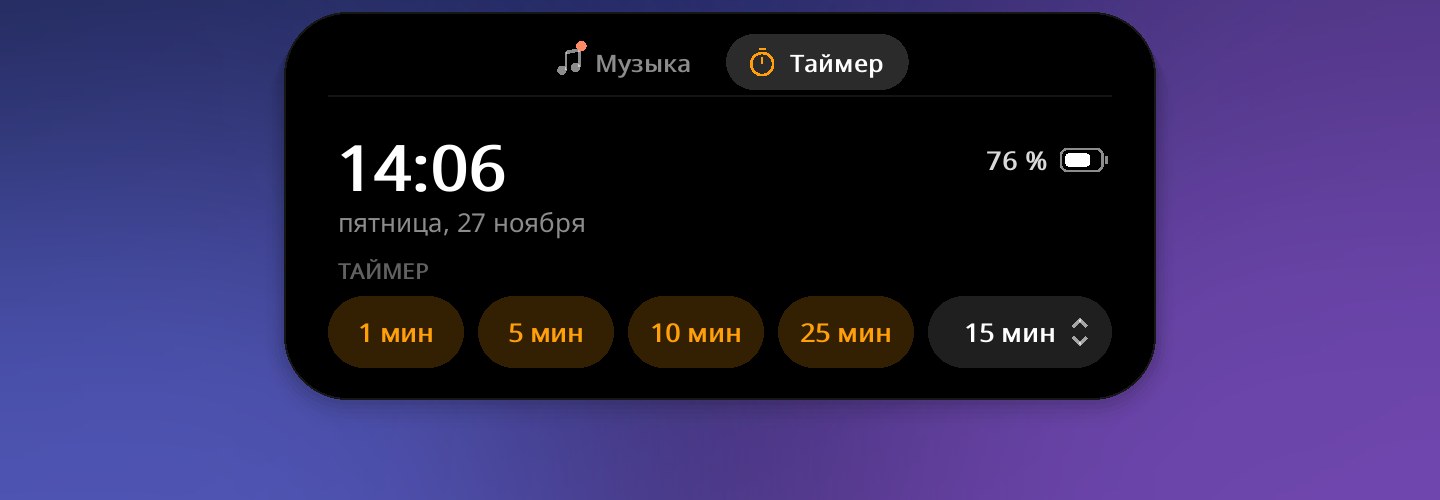 Музыка Таймер
14:06
76 %
пятница, 27 ноября
ТАЙМЕР
1 мин 5 мин 10 мин 25 мин 15 мин